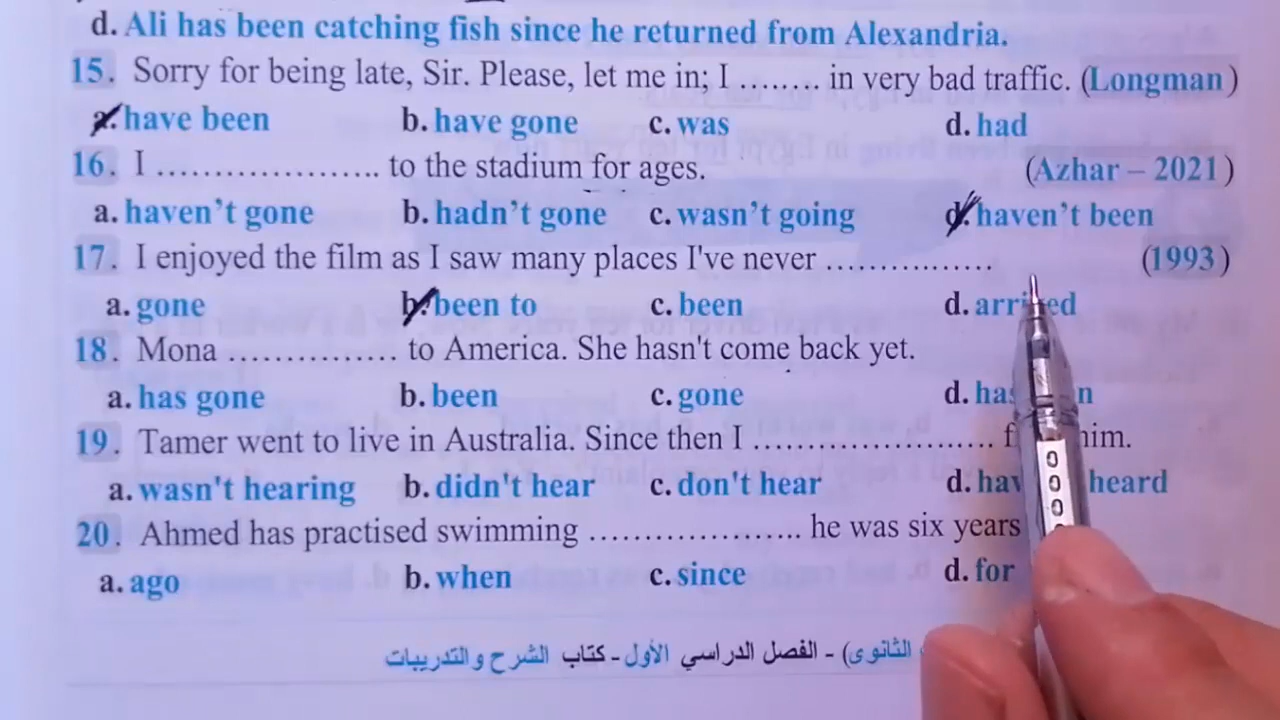 d. Ali has been catching fish since he returned from Alexandria.
15. Sorry for being late, Sir. Please, let me in; I ........ in very bad traffic. (Longman)
a. have been b. have gone c. was d. had
16. I .................... to the stadium for ages. (Azhar – 2021)
a. haven't gone b. hadn't gone c. wasn't going d. haven't been
17. I enjoyed the film as I saw many places I've never ............... (1993)
a. gone b. been to c. been d. arrived
18. Mona ............... to America. She hasn't come back yet.
a. has gone b. been c. gone d.
19. Tamer went to live in Australia. Since then I ...................... him.
a. wasn't hearing b. didn't hear c. don't hear d. heard
20. Ahmed has practised swimming ................... he was six years
a. ago b. when c. since d. for
الثانوى) - الفصل الدراسي الأول - كتاب الشرح والتدريبات